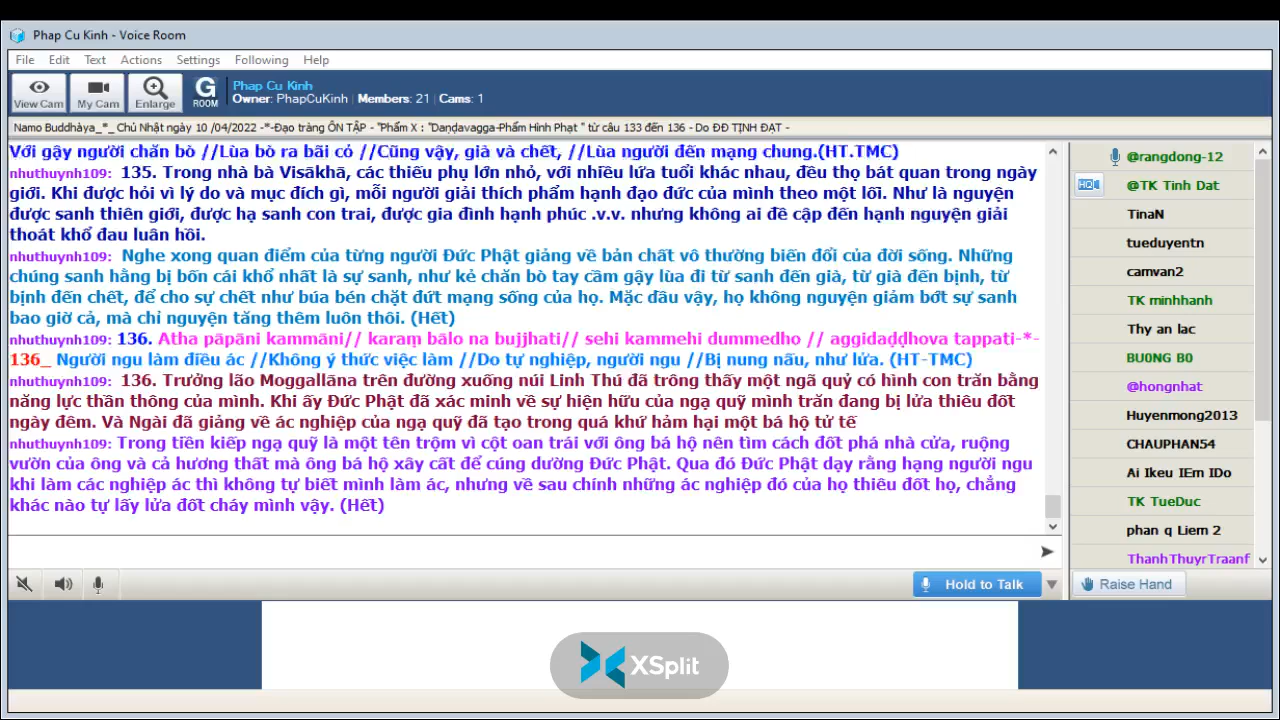 Phap Cu Kinh - Voice Room
File Edit Text Actions Settings Following Help
View Cam My Cam Enlarge G ROOM
Phap Cu Kinh
Owner: PhapCuKinh | Members: 21 | Cams: 1
Namo Buddhàya_*_ Chủ Nhật ngày 10 /04/2022 -*-Đạo tràng ÔN TẬP - "Phẩm X : "Daṇḍavagga-Phẩm Hình Phạt " từ câu 133 đến 136 - Do ĐĐ TỊNH ĐẠT -
Với gậy người chăn bò //Lùa bò ra bãi cỏ //Cũng vậy, già và chết, //Lùa người đến mạng chung.(HT.TMC)
nhuthuynh109: 135. Trong nhà bà Visākhā, các thiếu phụ lớn nhỏ, với nhiều lứa tuổi khác nhau, đều thọ bát quan trong ngày
giới. Khi được hỏi vì lý do và mục đích gì, mỗi người giải thích phẩm hạnh đạo đức của mình theo một lối. Như là nguyện
được sanh thiên giới, được hạ sanh con trai, được gia đình hạnh phúc .v.v. nhưng không ai đề cập đến hạnh nguyện giải
thoát khổ đau luân hồi.
nhuthuynh109: Nghe xong quan điểm của từng người Đức Phật giảng về bản chất vô thường biến đổi của đời sống. Những
chúng sanh hằng bị bốn cái khổ nhất là sự sanh, như kẻ chăn bò tay cầm gậy lùa đi từ sanh đến già, từ già đến bịnh, từ
bịnh đến chết, để cho sự chết như búa bén chặt đứt mạng sống của họ. Mặc dầu vậy, họ không nguyện giảm bớt sự sanh
bao giờ cả, mà chỉ nguyện tăng thêm luôn thôi. (Hết)
nhuthuynh109: 136. Atha pāpāni kammāni// karaṃ bālo na bujjhati// sehi kammehi dummedho // aggidaḍḍhova tappati-*-
136_ Người ngu làm điều ác //Không ý thức việc làm //Do tự nghiệp, người ngu //Bị nung nấu, như lửa. (HT-TMC)
nhuthuynh109: 136. Trưởng lão Moggallāna trên đường xuống núi Linh Thú đã trông thấy một ngã quỷ có hình con trăn bằng
năng lực thần thông của mình. Khi ấy Đức Phật đã xác minh về sự hiện hữu của ngạ quỹ mình trăn đang bị lửa thiêu đốt
ngày đêm. Và Ngài đã giảng về ác nghiệp của ngạ quỹ đã tạo trong quá khứ hảm hại một bá hộ tử tế
nhuthuynh109: Trong tiền kiếp ngạ quỹ là một tên trộm vì cột oan trái với ông bá hộ nên tìm cách đốt phá nhà cửa, ruộng
vườn của ông và cả hương thất mà ông bá hộ xây cất để cúng dường Đức Phật. Qua đó Đức Phật dạy rằng hạng người ngu
khi làm các nghiệp ác thì không tự biết mình làm ác, nhưng về sau chính những ác nghiệp đó của họ thiêu đốt họ, chẳng
khác nào tự lấy lửa đốt cháy mình vậy. (Hết)
@rangdong-12
HQ @TK Tinh Dat
TinaN
tueduyentn
camvan2
TK minhhanh
Thy an lac
BU0NG B0
@hongnhat
Huyenmong2013
CHAUPHAN54
Ai Ikeu IEm IDo
TK TueDuc
phan q Liem 2
ThanhThuyrTraanf
Hold to Talk
Raise Hand
XSplit